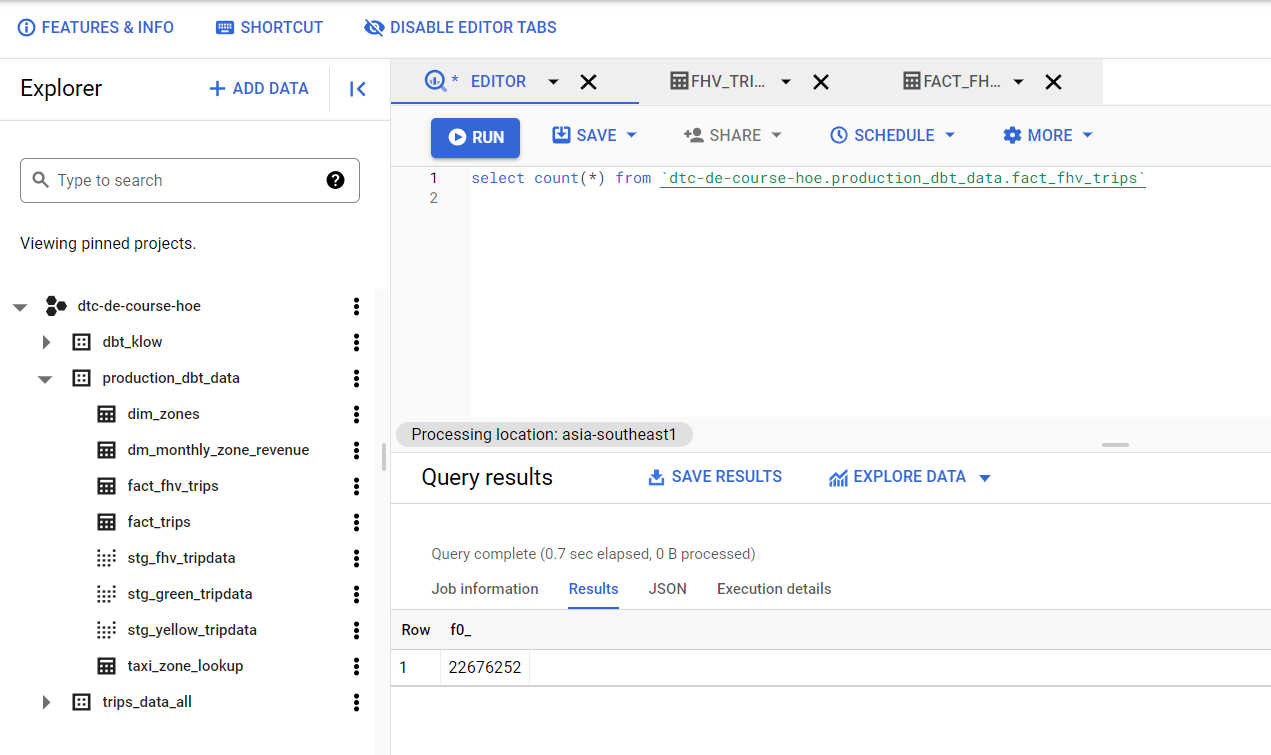 FEATURES & INFO SHORTCUT DISABLE EDITOR TABS
Explorer
ADD DATA
Type to search
Viewing pinned projects.
dtc-de-course-hoe
dbt_klow
production_dbt_data
dim_zones
dm_monthly_zone_revenue
fact_fhv_trips
fact_trips
stg_fhv_tripdata
stg_green_tripdata
stg_yellow_tripdata
taxi_zone_lookup
trips_data_all
* EDITOR FHV_TRI... FACT_FH...
RUN SAVE SHARE SCHEDULE MORE
1 select count(*) from `dtc-de-course-hoe.production_dbt_data.fact_fhv_trips`
2
Processing location: asia-southeast1
Query results SAVE RESULTS EXPLORE DATA
Query complete (0.7 sec elapsed, 0 B processed)
Job information Results JSON Execution details
Row f0_
1 22676252